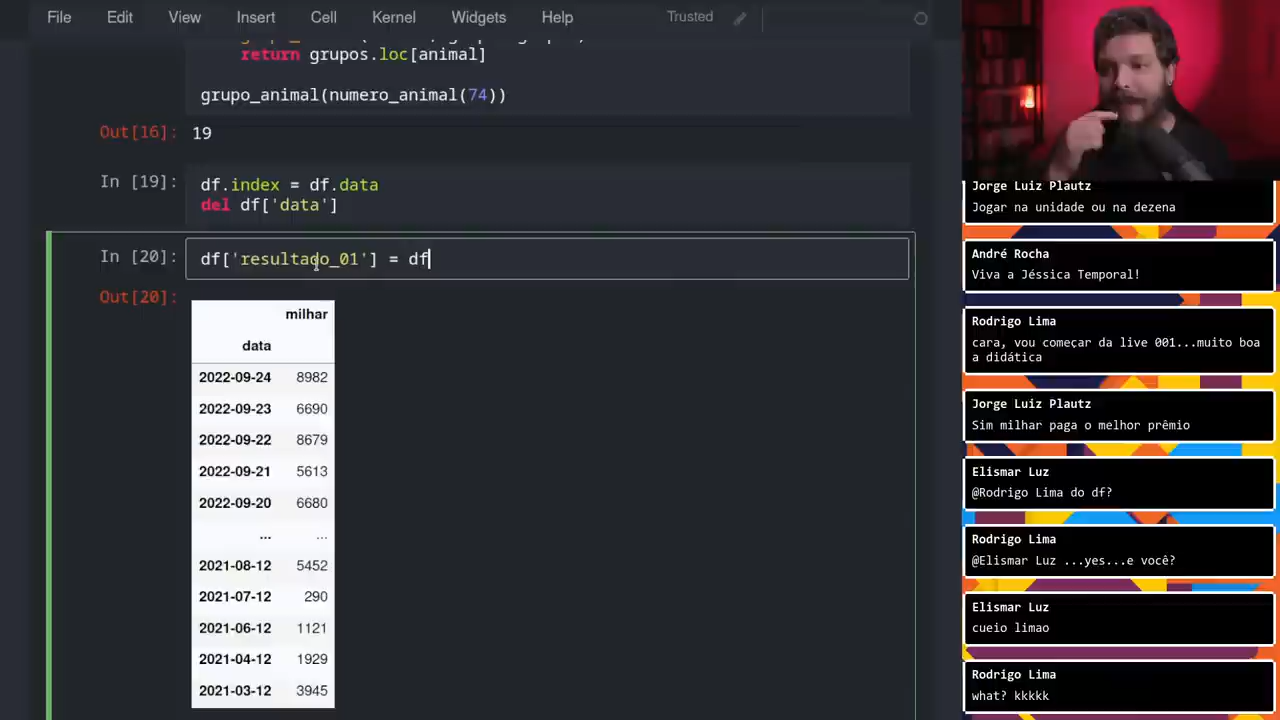 File Edit View Insert Cell Kernel Widgets Help Trusted
return grupos.loc[animal]
grupo_animal(numero_animal(74))
Out[16]: 19
In [19]: df.index = df.data
del df['data']
In [20]: df['resultado_01'] = df
Out[20]:
milhar
data
2022-09-24 8982
2022-09-23 6690
2022-09-22 8679
2022-09-21 5613
2022-09-20 6680
... ...
2021-08-12 5452
2021-07-12 290
2021-06-12 1121
2021-04-12 1929
2021-03-12 3945
Jorge Luiz Plautz
Jogar na unidade ou na dezena
André Rocha
Viva a Jéssica Temporal!
Rodrigo Lima
cara, vou começar da live 001...muito boa
a didática
Jorge Luiz Plautz
Sim milhar paga o melhor prêmio
Elismar Luz
@Rodrigo Lima do df?
Rodrigo Lima
@Elismar Luz ...yes...e você?
Elismar Luz
cueio limao
Rodrigo Lima
what? kkkkk